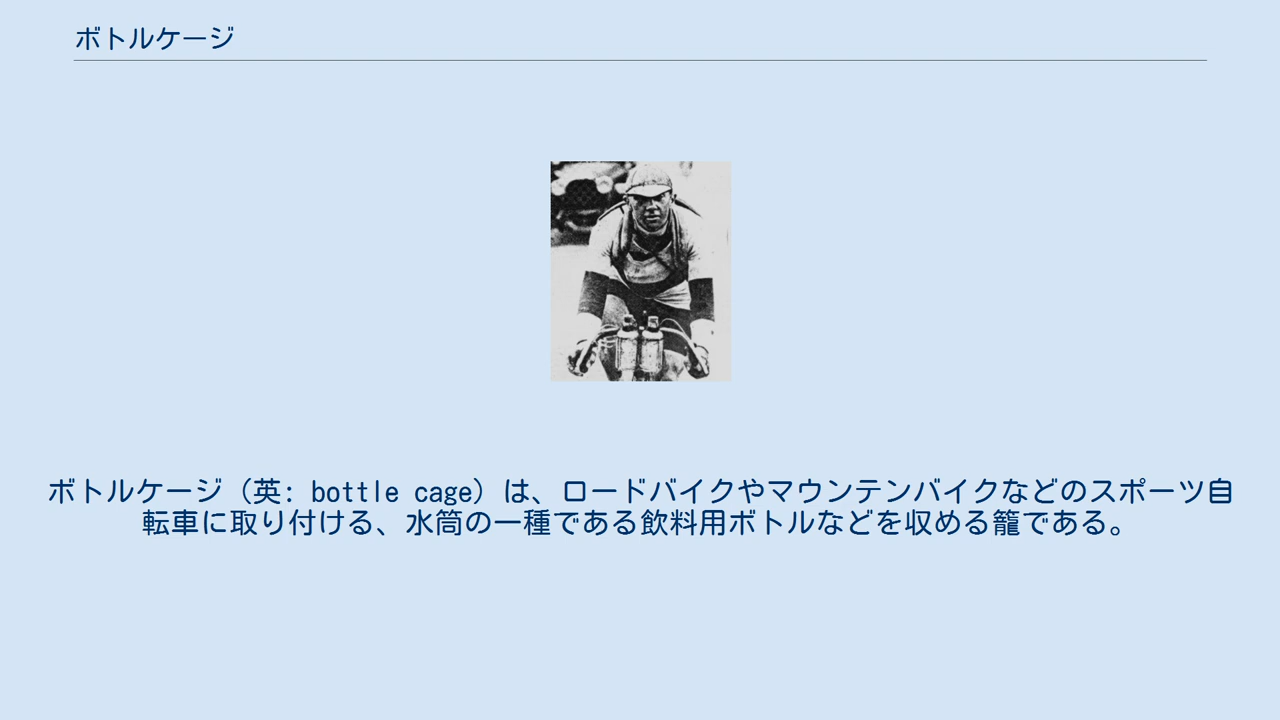 ボトルケージ
ボトルケージ（英: bottle cage）は、ロードバイクやマウンテンバイクなどのスポーツ自
転車に取り付ける、水筒の一種である飲料用ボトルなどを収める籠である。